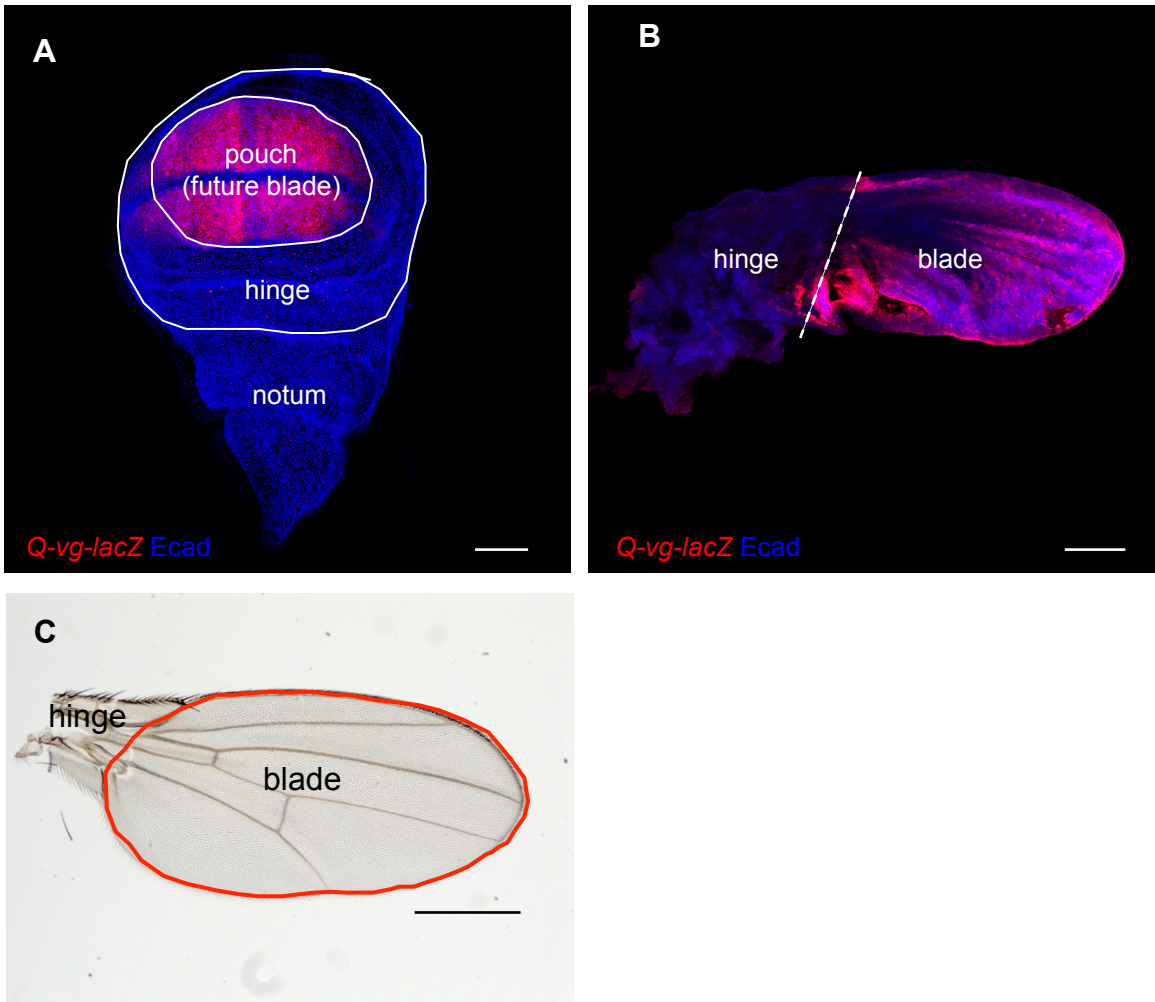 A
pouch
(future blade)
hinge
notum
Q-vg-lacZ Ecad
B
hinge
blade
Q-vg-lacZ Ecad
C
hinge
blade